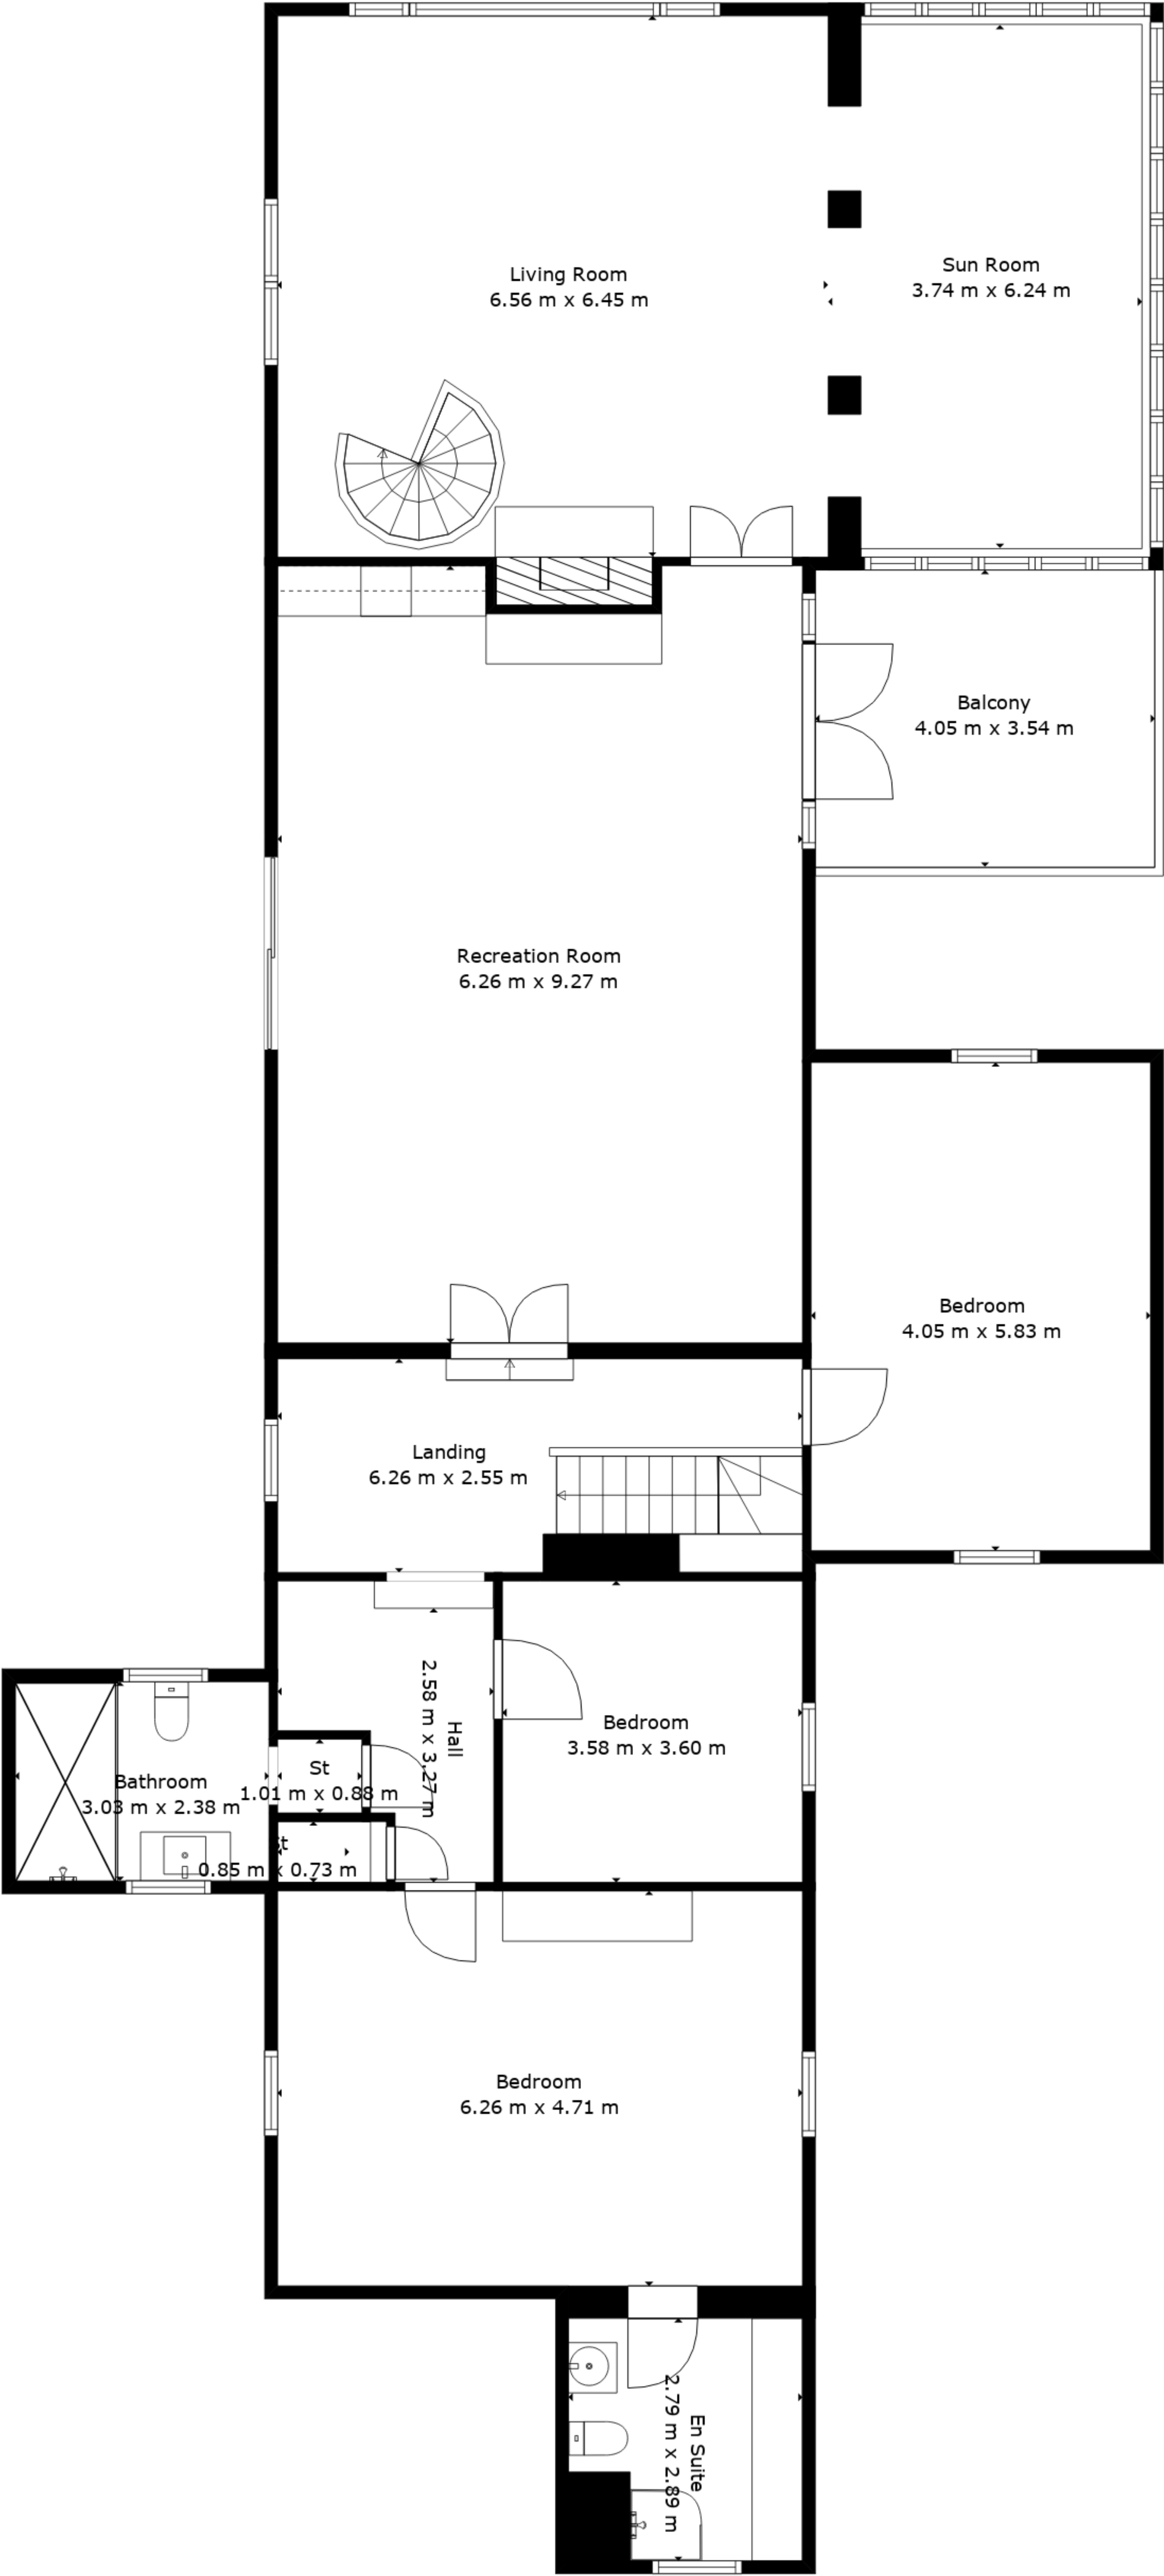 Living Room
6.56 m x 6.45 m
Sun Room
3.74 m x 6.24 m
Balcony
4.05 m x 3.54 m
Recreation Room
6.26 m x 9.27 m
Bedroom
4.05 m x 5.83 m
Landing
6.26 m x 2.55 m
Hall
2.58 m x 3.27 m
Bedroom
3.58 m x 3.60 m
St
1.01 m x 0.88 m
Bathroom
3.03 m x 2.38 m
St
0.85 m x 0.73 m
Bedroom
6.26 m x 4.71 m
En Suite
2.79 m x 2.89 m